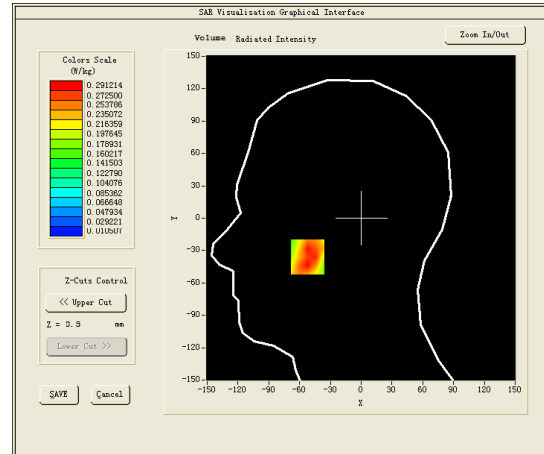 SAR Visualisation Graphical Interface
Volume Radiated Intensity
Zoom In/Out
Colors Scale
(W/kg)
0.291214
0.272500
0.253786
0.235072
0.216359
0.197645
0.178931
0.160217
0.141503
0.122790
0.104076
0.085362
0.066648
0.047934
0.029221
0.010507
Z-Cuts Control
<< Upper Cut
Z = 0.5 mm
Lower Cut >>
SAVE Cancel
150
120
90
60
30
0
-30
-60
-90
-120
-150
Y
-150 -120 -90 -60 -30 0 30 60 90 120 150
X